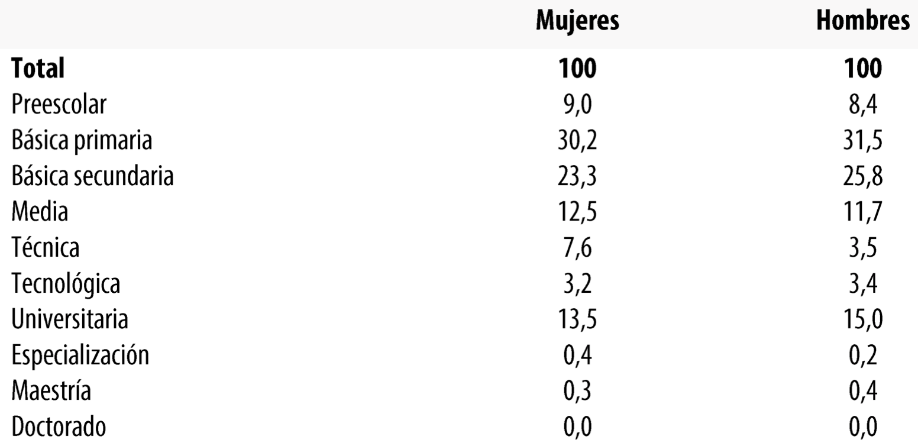 Mujeres Hombres
Total 100 100
Preescolar 9,0 8,4
Básica primaria 30,2 31,5
Básica secundaria 23,3 25,8
Media 12,5 11,7
Técnica 7,6 3,5
Tecnológica 3,2 3,4
Universitaria 13,5 15,0
Especialización 0,4 0,2
Maestría 0,3 0,4
Doctorado 0,0 0,0